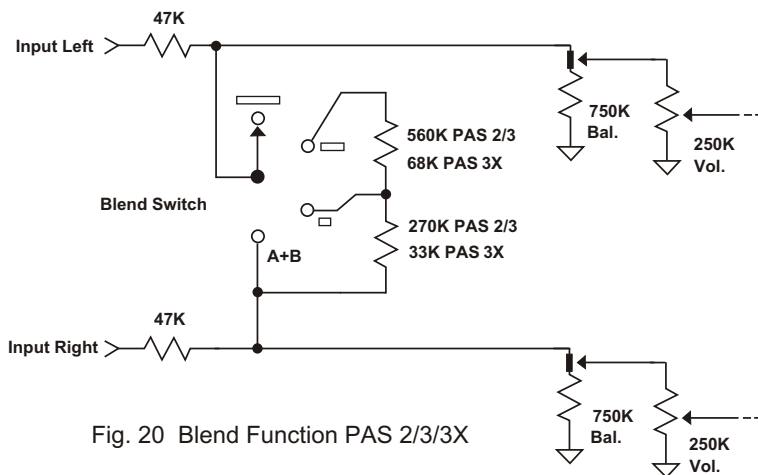 47K
Input Left
560K PAS 2/3
68K PAS 3X
750K
Bal.
250K
Vol.
Blend Switch
270K PAS 2/3
33K PAS 3X
A+B
47K
Input Right
750K
Bal.
250K
Vol.
Fig. 20 Blend Function PAS 2/3/3X